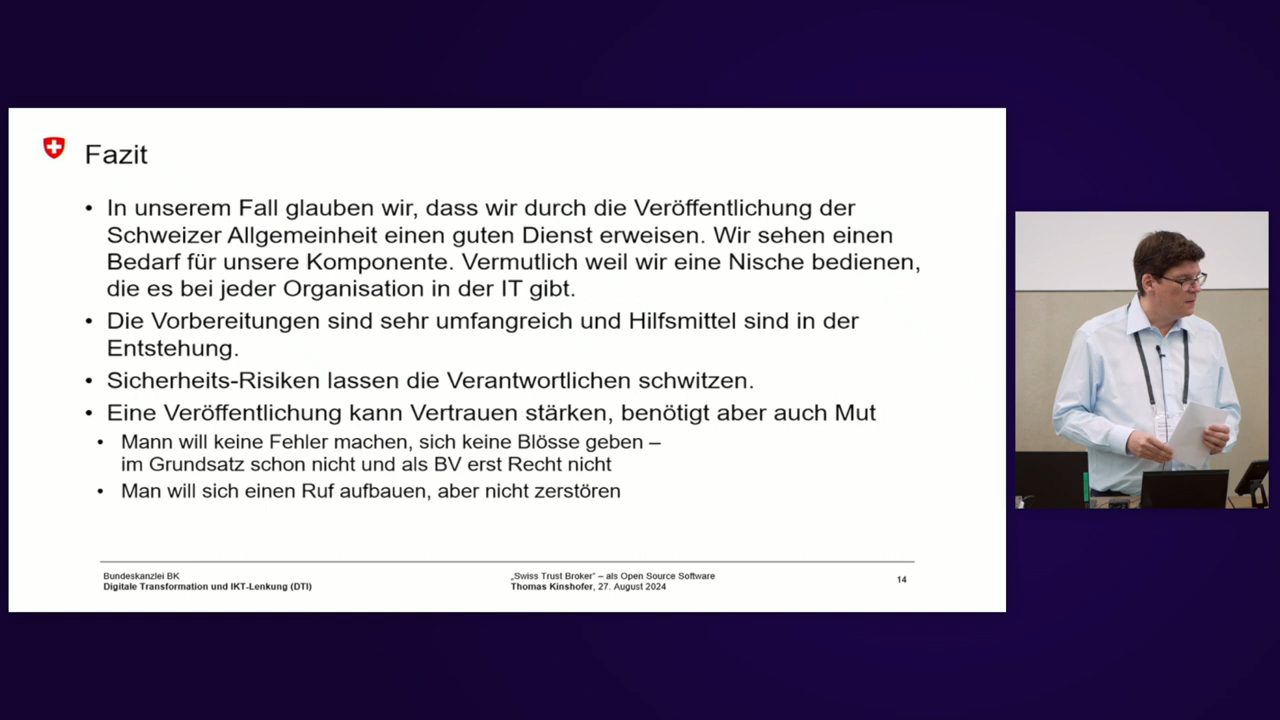 Fazit
• In unserem Fall glauben wir, dass wir durch die Veröffentlichung der
Schweizer Allgemeinheit einen guten Dienst erweisen. Wir sehen einen
Bedarf für unsere Komponente. Vermutlich weil wir eine Nische bedienen,
die es bei jeder Organisation in der IT gibt.
• Die Vorbereitungen sind sehr umfangreich und Hilfsmittel sind in der
Entstehung.
• Sicherheits-Risiken lassen die Verantwortlichen schwitzen.
• Eine Veröffentlichung kann Vertrauen stärken, benötigt aber auch Mut
• Mann will keine Fehler machen, sich keine Blösse geben –
im Grundsatz schon nicht und als BV erst Recht nicht
• Man will sich einen Ruf aufbauen, aber nicht zerstören
Bundeskanzlei BK
Digitale Transformation und IKT-Lenkung (DTI)
„Swiss Trust Broker" – als Open Source Software
Thomas Kinshofer, 27. August 2024
14